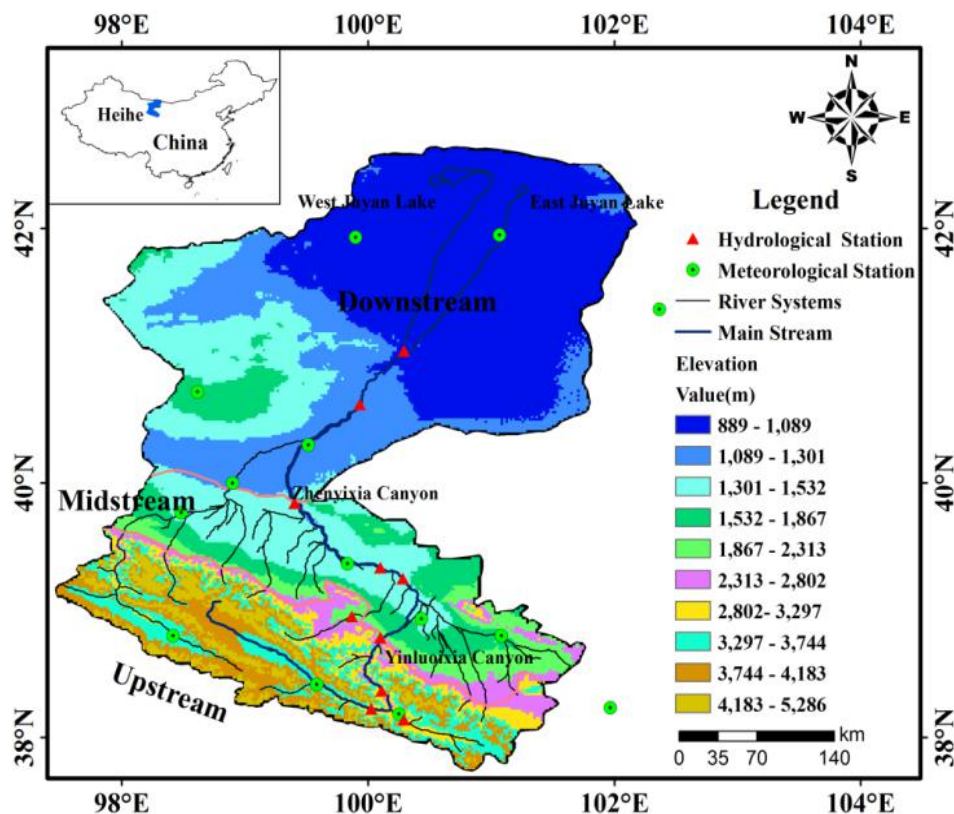 98°E 100°E 102°E 104°E
Heihe
China
N
W E
S
42°N
40°N
38°N
West Juyan Lake
East Juyan Lake
Downstream
Zhenyixia Canyon
Midstream
Yinluoixia Canyon
Upstream
Legend
Hydrological Station
Meteorological Station
River Systems
Main Stream
Elevation
Value(m)
889 - 1,089
1,089 - 1,301
1,301 - 1,532
1,532 - 1,867
1,867 - 2,313
2,313 - 2,802
2,802- 3,297
3,297 - 3,744
3,744 - 4,183
4,183 - 5,286
km
0 35 70 140
42°N
40°N
38°N
98°E 100°E 102°E 104°E